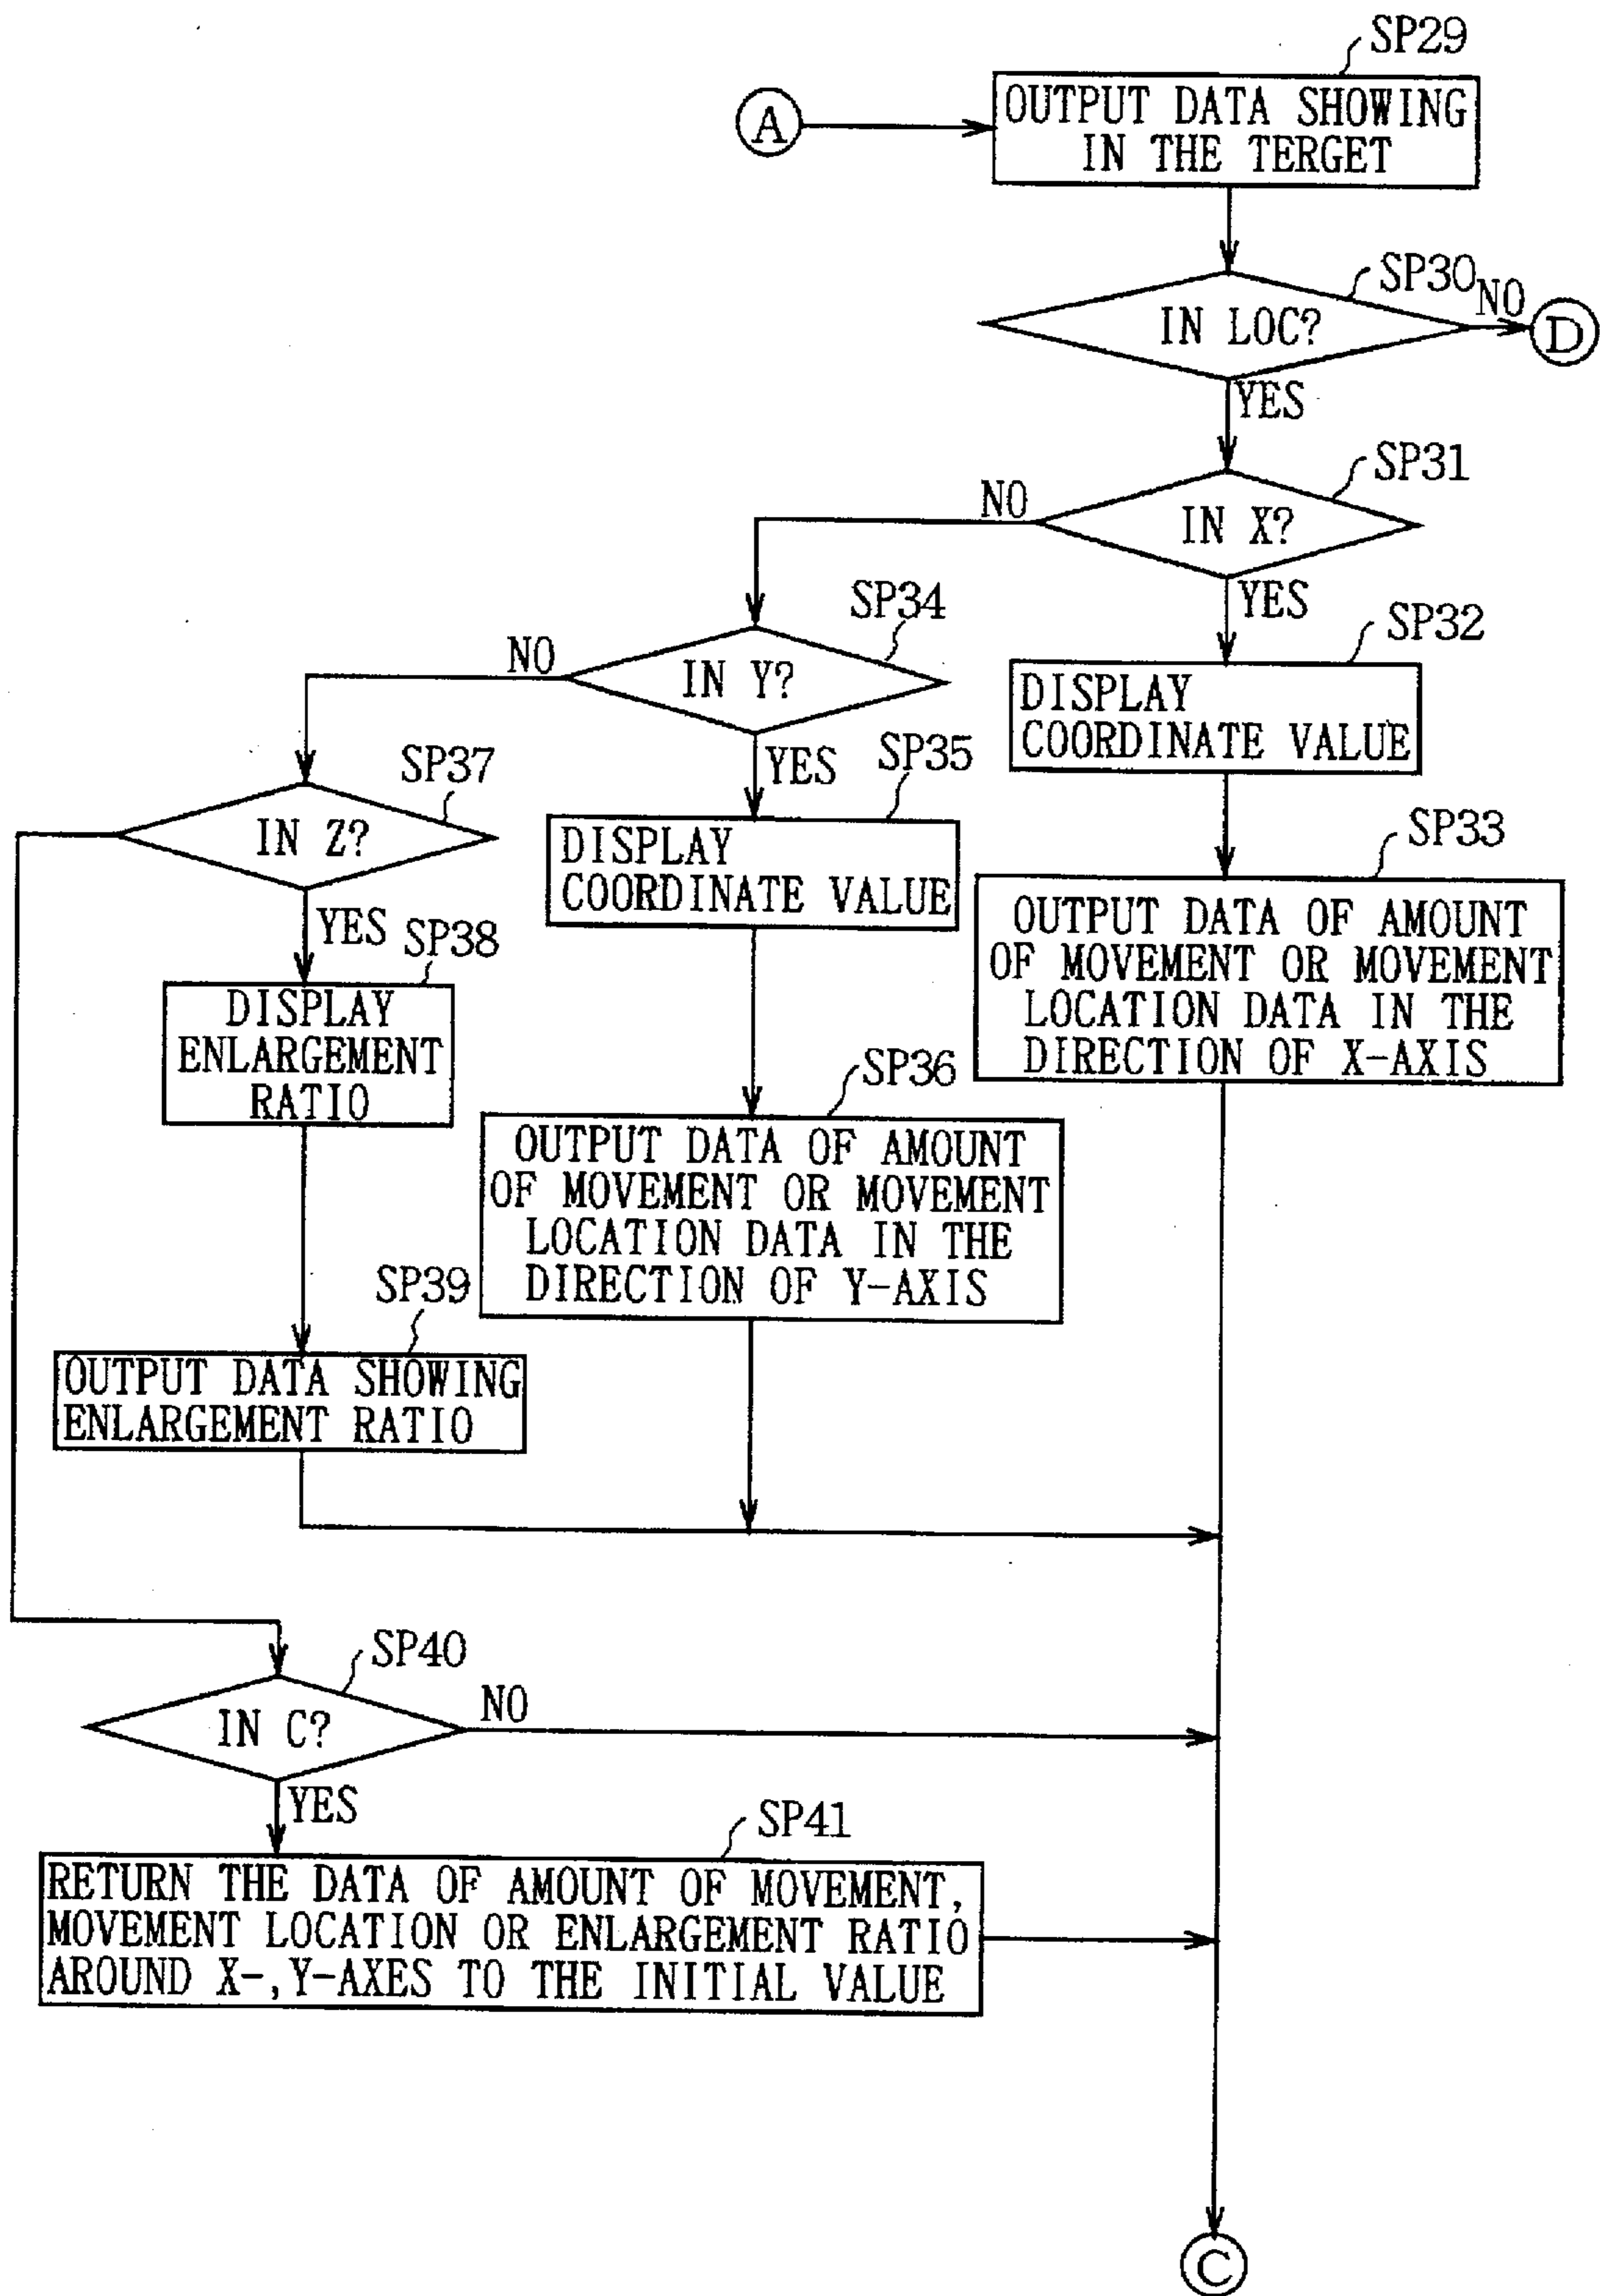 SP29
A
OUTPUT DATA SHOWING
IN THE TERGET
SP30
NO
IN LOC?
D
YES
SP31
NO
IN X?
YES
SP34
SP32
NO
IN Y?
DISPLAY
COORDINATE VALUE
SP37
YES
SP35
IN Z?
DISPLAY
COORDINATE VALUE
SP33
OUTPUT DATA OF AMOUNT
OF MOVEMENT OR MOVEMENT
LOCATION DATA IN THE
DIRECTION OF X-AXIS
YES
SP38
DISPLAY
ENLARGEMENT
RATIO
SP36
OUTPUT DATA OF AMOUNT
OF MOVEMENT OR MOVEMENT
LOCATION DATA IN THE
DIRECTION OF Y-AXIS
SP39
OUTPUT DATA SHOWING
ENLARGEMENT RATIO
SP40
IN C?
NO
YES
SP41
RETURN THE DATA OF AMOUNT OF MOVEMENT,
MOVEMENT LOCATION OR ENLARGEMENT RATIO
AROUND X-,Y-AXES TO THE INITIAL VALUE
C